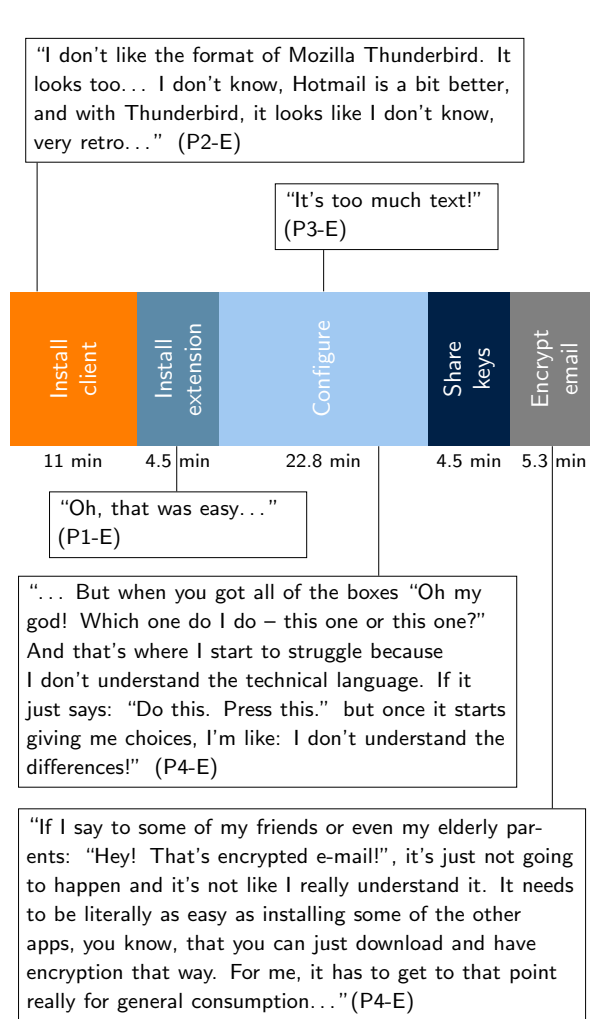 “I don't like the format of Mozilla Thunderbird. It
looks too... I don't know, Hotmail is a bit better,
and with Thunderbird, it looks like I don't know,
very retro...” (P2-E)
“It's too much text!”
(P3-E)
Install
client
Install
extension
Configure
Share
keys
Encrypt
email
11 min
4.5 min
22.8 min
4.5 min
5.3 min
“Oh, that was easy...”
(P1-E)
“... But when you got all of the boxes “Oh my
god! Which one do I do – this one or this one?”
And that's where I start to struggle because
I don't understand the technical language. If it
just says: “Do this. Press this.” but once it starts
giving me choices, I'm like: I don't understand the
differences!” (P4-E)
“If I say to some of my friends or even my elderly par-
ents: “Hey! That's encrypted e-mail!”, it's just not going
to happen and it's not like I really understand it. It needs
to be literally as easy as installing some of the other
apps, you know, that you can just download and have
encryption that way. For me, it has to get to that point
really for general consumption...”(P4-E)